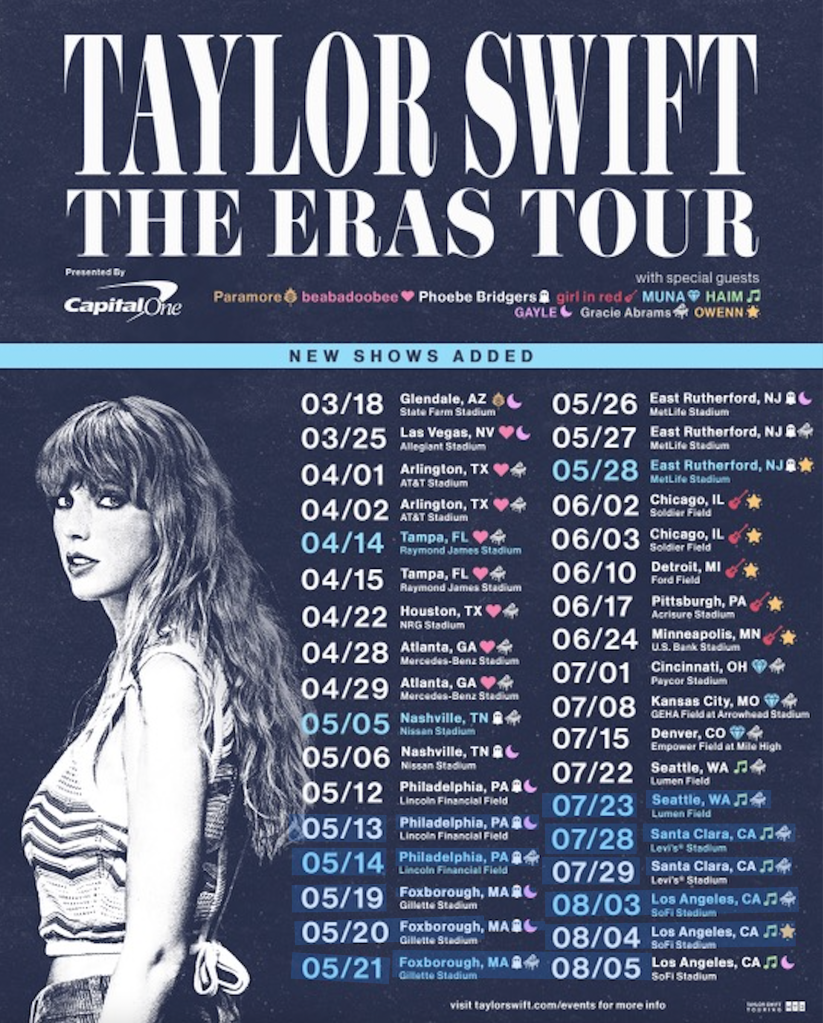 TAYLOR SWIFT
THE ERAS TOUR
Presented By
CapitalOne
with special guests
Paramore beabadoobee Phoebe Bridgers girl in red MUNA HAIM
GAYLE Gracie Abrams OWENN
NEW SHOWS ADDED
03/18 Glendale, AZ
State Farm Stadium
03/25 Las Vegas, NV
Allegiant Stadium
04/01 Arlington, TX
AT&T Stadium
04/02 Arlington, TX
AT&T Stadium
04/14 Tampa, FL
Raymond James Stadium
04/15 Tampa, FL
Raymond James Stadium
04/22 Houston, TX
NRG Stadium
04/28 Atlanta, GA
Mercedes-Benz Stadium
04/29 Atlanta, GA
Mercedes-Benz Stadium
05/05 Nashville, TN
Nissan Stadium
05/06 Nashville, TN
Nissan Stadium
05/12 Philadelphia, PA
Lincoln Financial Field
05/13 Philadelphia, PA
Lincoln Financial Field
05/14 Philadelphia, PA
Lincoln Financial Field
05/19 Foxborough, MA
Gillette Stadium
05/20 Foxborough, MA
Gillette Stadium
05/21 Foxborough, MA
Gillette Stadium
05/26 East Rutherford, NJ
MetLife Stadium
05/27 East Rutherford, NJ
MetLife Stadium
05/28 East Rutherford, NJ
MetLife Stadium
06/02 Chicago, IL
Soldier Field
06/03 Chicago, IL
Soldier Field
06/10 Detroit, MI
Ford Field
06/17 Pittsburgh, PA
Acrisure Stadium
06/24 Minneapolis, MN
U.S. Bank Stadium
07/01 Cincinnati, OH
Paycor Stadium
07/08 Kansas City, MO
GEHA Field at Arrowhead Stadium
07/15 Denver, CO
Empower Field at Mile High
07/22 Seattle, WA
Lumen Field
07/23 Seattle, WA
Lumen Field
07/28 Santa Clara, CA
Levi's® Stadium
07/29 Santa Clara, CA
Levi's® Stadium
08/03 Los Angeles, CA
SoFi Stadium
08/04 Los Angeles, CA
SoFi Stadium
08/05 Los Angeles, CA
SoFi Stadium
visit taylorswift.com/events for more info
TAYLOR SWIFT
TOURING